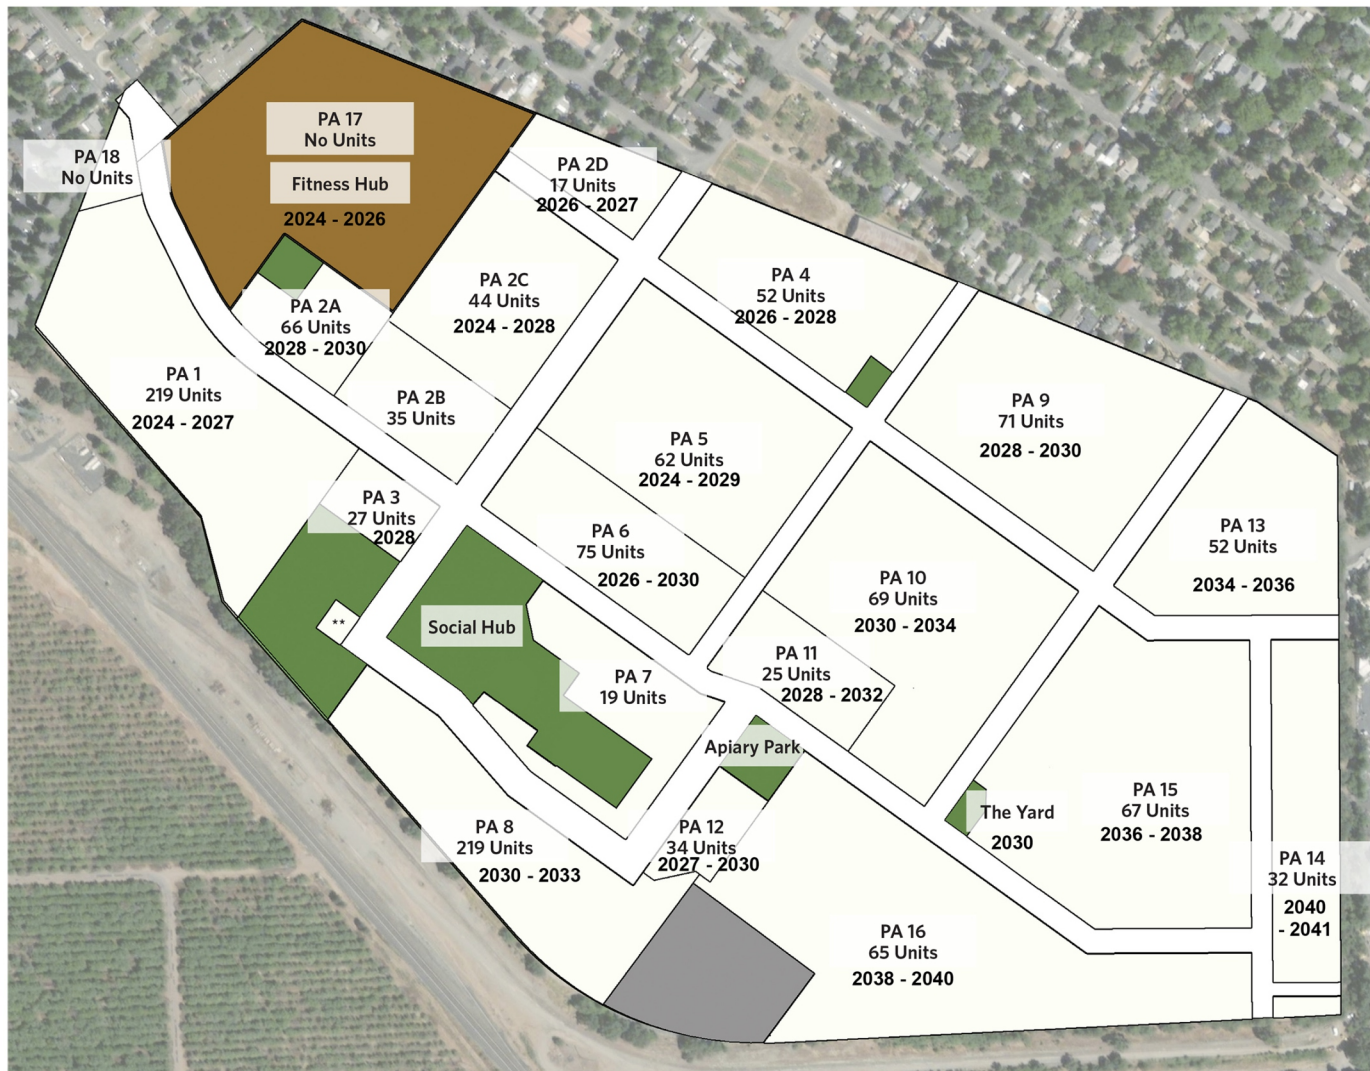 PA 17
No Units
Fitness Hub
2024 - 2026
PA 18
No Units
PA 2D
17 Units
2026 - 2027
PA 2C
44 Units
2024 - 2028
PA 4
52 Units
2026 - 2028
PA 2A
66 Units
2028 - 2030
PA 1
219 Units
2024 - 2027
PA 2B
35 Units
PA 9
71 Units
2028 - 2030
PA 5
62 Units
2024 - 2029
PA 3
27 Units
2028
PA 6
75 Units
2026 - 2030
PA 13
52 Units
2034 - 2036
PA 10
69 Units
2030 - 2034
**
Social Hub
PA 7
19 Units
PA 11
25 Units
2028 - 2032
Apiary Park
The Yard
2030
PA 15
67 Units
2036 - 2038
PA 8
219 Units
2030 - 2033
PA 12
34 Units
2027 - 2030
PA 14
32 Units
2040
- 2041
PA 16
65 Units
2038 - 2040